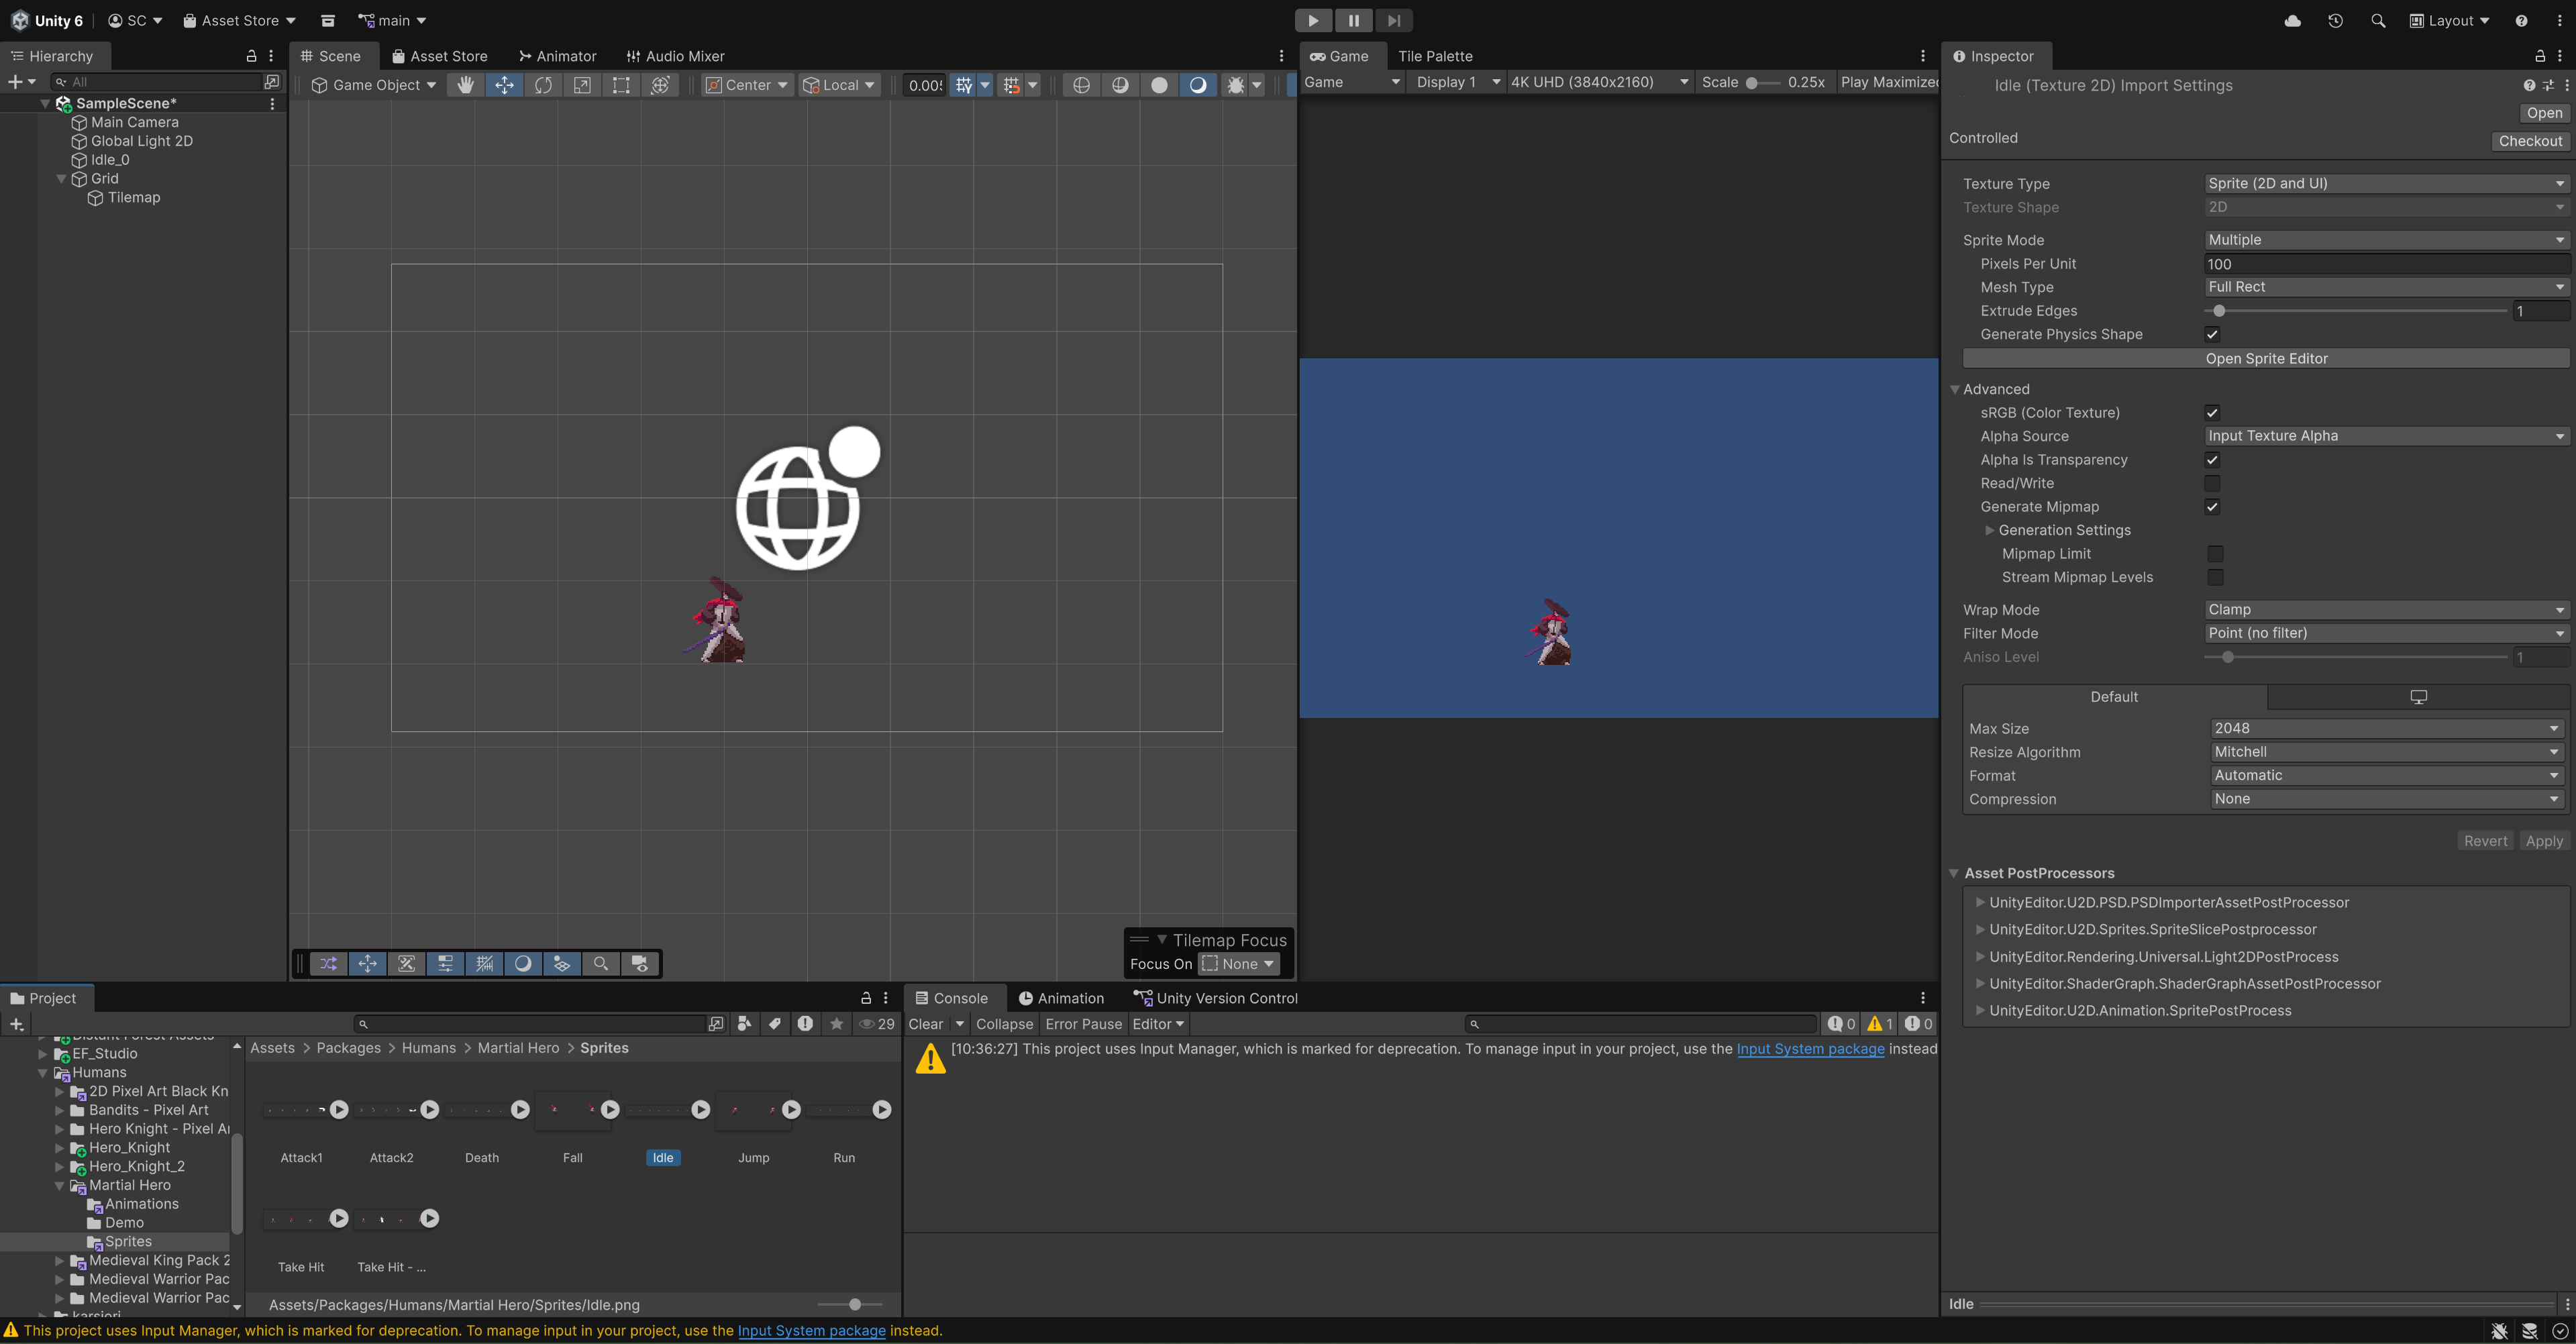 Unity 6 SC Asset Store main Layout
Hierarchy
All
SampleScene*
Main Camera
Global Light 2D
Idle_0
Grid
Tilemap
Scene Asset Store Animator Audio Mixer
Game Object Center Local 0.005
Tilemap Focus
Focus On None
Game Tile Palette
Game Display 1 4K UHD (3840x2160) Scale 0.25x Play Maximized
Inspector
Idle (Texture 2D) Import Settings
Open
Controlled
Checkout
Texture Type Sprite (2D and UI)
Texture Shape 2D
Sprite Mode Multiple
Pixels Per Unit 100
Mesh Type Full Rect
Extrude Edges 1
Generate Physics Shape
Open Sprite Editor
Advanced
sRGB (Color Texture)
Alpha Source Input Texture Alpha
Alpha Is Transparency
Read/Write
Generate Mipmap
Generation Settings
Mipmap Limit
Stream Mipmap Levels
Wrap Mode Clamp
Filter Mode Point (no filter)
Aniso Level 1
Default
Max Size 2048
Resize Algorithm Mitchell
Format Automatic
Compression None
Revert Apply
Asset PostProcessors
UnityEditor.U2D.PSD.PSDImporterAssetPostProcessor
UnityEditor.U2D.Sprites.SpriteSlicePostprocessor
UnityEditor.Rendering.Universal.Light2DPostProcess
UnityEditor.ShaderGraph.ShaderGraphAssetPostProcessor
UnityEditor.U2D.Animation.SpritePostProcess
Idle
Project
29
Distant Forest Assets
EF_Studio
Humans
2D Pixel Art Black Kn
Bandits - Pixel Art
Hero Knight - Pixel Ar
Hero_Knight
Hero_Knight_2
Martial Hero
Animations
Demo
Sprites
Medieval King Pack 2
Medieval Warrior Pac
Medieval Warrior Pac
karsiori
Assets > Packages > Humans > Martial Hero > Sprites
Attack1 Attack2 Death Fall Idle Jump Run
Take Hit Take Hit - ...
Assets/Packages/Humans/Martial Hero/Sprites/Idle.png
Console Animation Unity Version Control
Clear Collapse Error Pause Editor 0 1 0
[10:36:27] This project uses Input Manager, which is marked for deprecation. To manage input in your project, use the Input System package instead
This project uses Input Manager, which is marked for deprecation. To manage input in your project, use the Input System package instead.